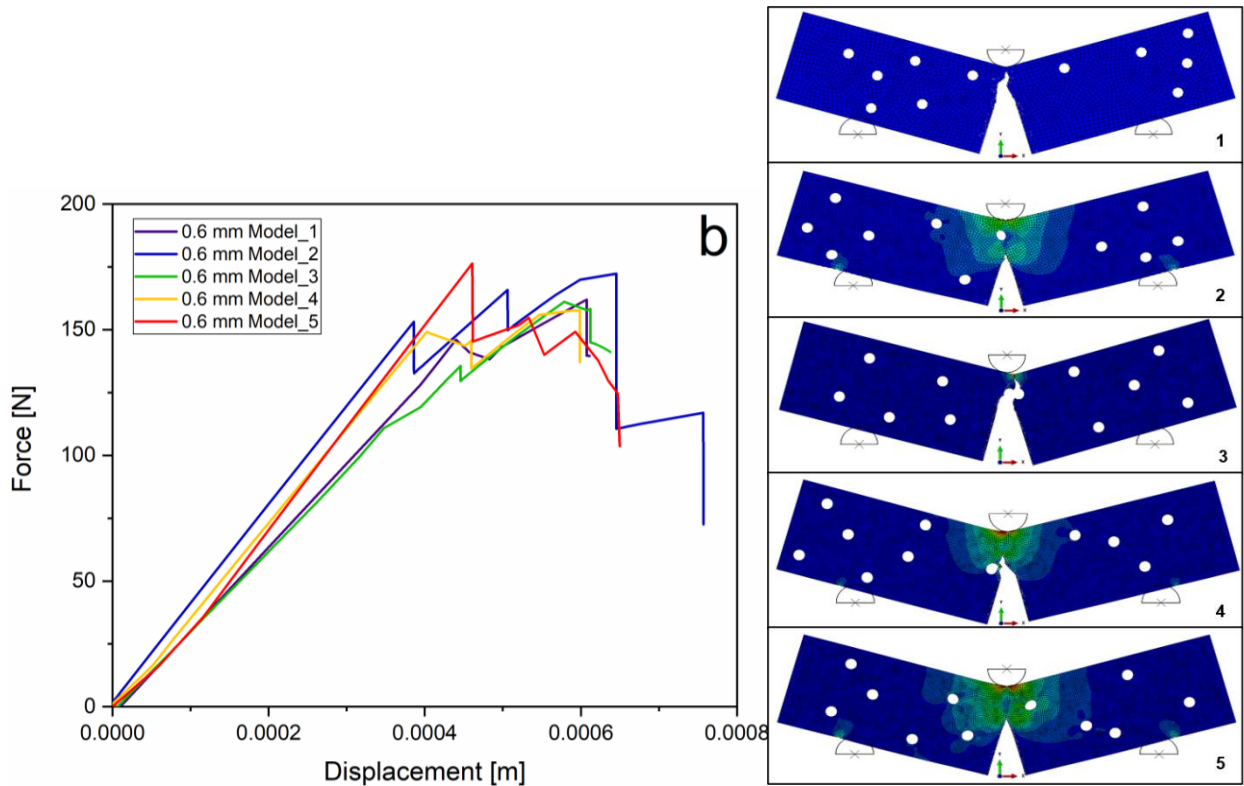 b
0.6 mm Model_1
0.6 mm Model_2
0.6 mm Model_3
0.6 mm Model_4
0.6 mm Model_5
200
150
100
50
0
Force [N]
0.0000
0.0002
0.0004
0.0006
0.0008
Displacement [m]
Y
X
1
Y
X
2
Y
X
3
Y
X
4
Y
X
5